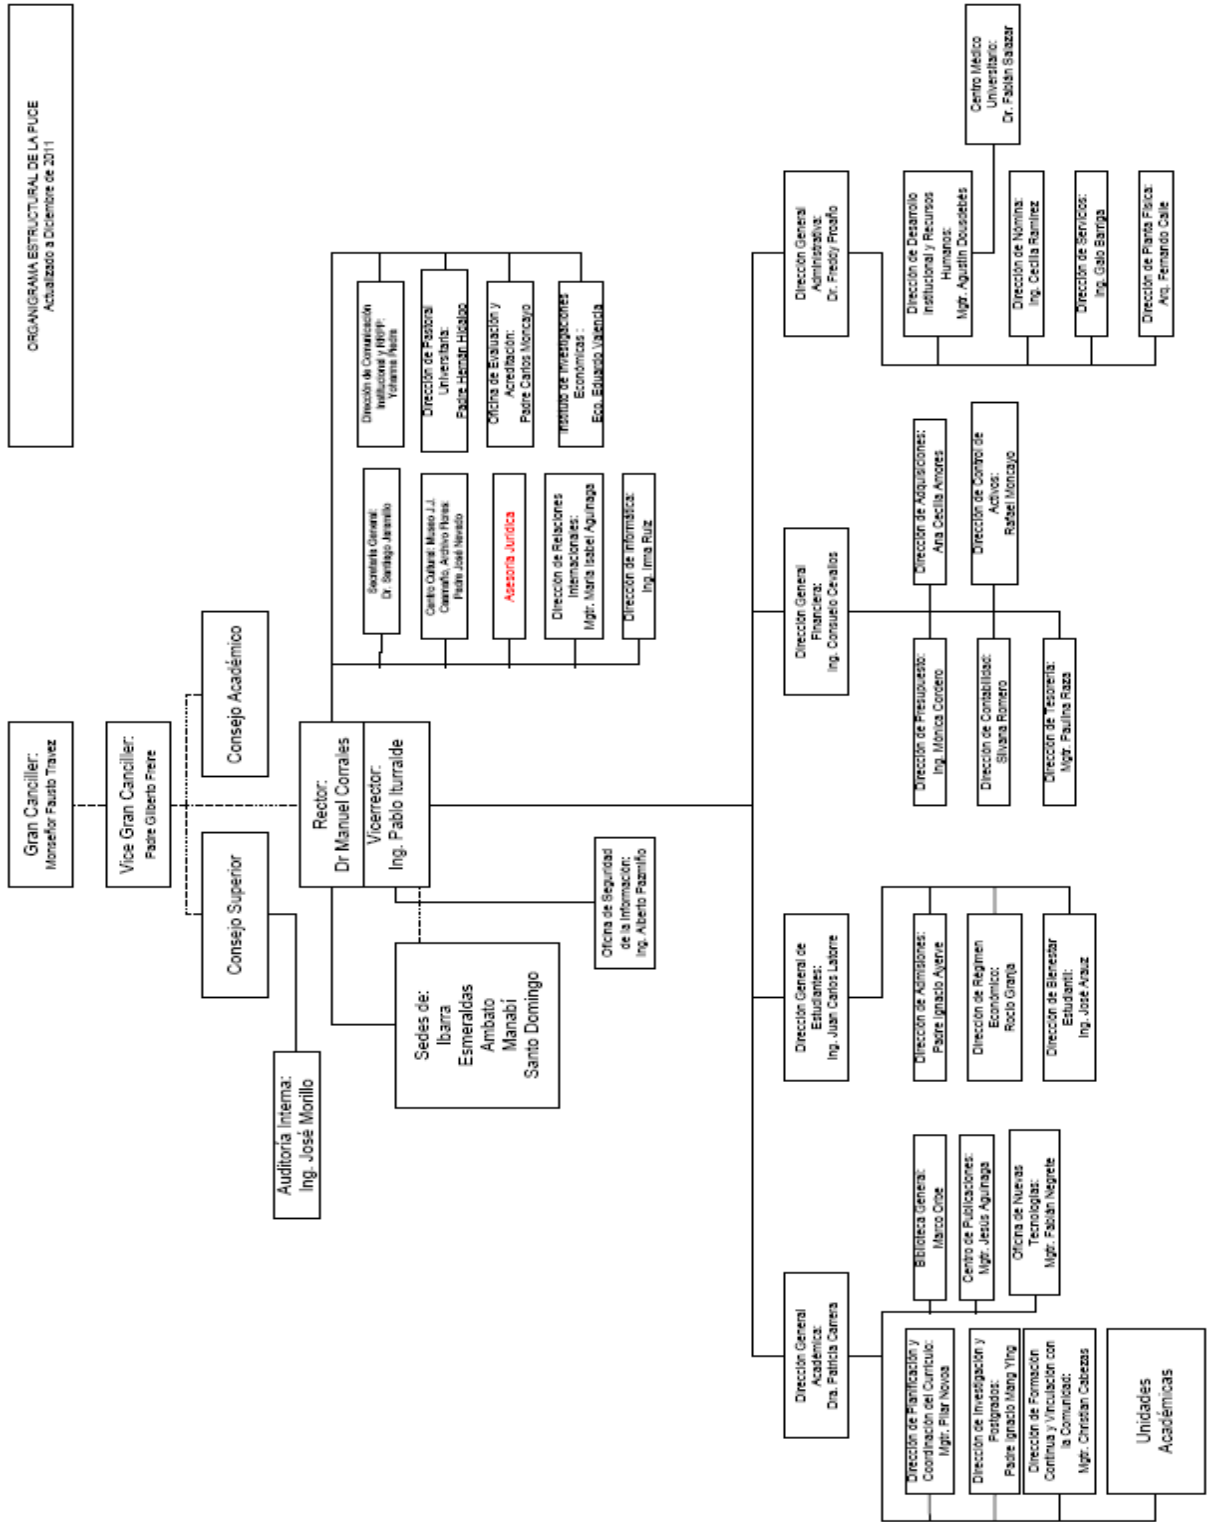 ORGANIGRAMA ESTRUCTURAL DE LA PUCE
Actualizado a Diciembre de 2011
Gran Canciller:
Monseñor Fausto Travez
Vice Gran Canciller:
Padre Gilberto Freire
Consejo Superior
Consejo Académico
Auditoría Interna:
Ing. José Morillo
Rector:
Dr Manuel Corrales
Vicerrector:
Ing. Pablo Iturralde
Sedes de:
Ibarra
Esmeraldas
Ambato
Manabí
Santo Domingo
Oficina de Seguridad
de la Información:
Ing. Alberto Pazmiño
Secretaría General:
Dr. Santiago Jaramillo
Centro Cultural: Museo J.J.
Caamaño, Archivo Flores:
Padre José Nevado
Asesoría Jurídica
Dirección de Relaciones
Internacionales:
Mgtr. María Isabel Aguinaga
Dirección de Informática:
Ing. Irma Ruiz
Dirección de Comunicación
Institucional y RRPP:
Yohanna Piedra
Dirección de Pastoral
Universitaria:
Padre Hernán Hidalgo
Oficina de Evaluación y
Acreditación:
Padre Carlos Moncayo
Instituto de Investigaciones
Económicas :
Eco. Eduardo Valencia
Dirección General
Académica:
Dra. Patricia Carrera
Dirección de Planificación y
Coordinación del Currículo:
Mgtr. Pilar Novoa
Dirección de Investigación y
Postgrados:
Padre Ignacio Mang Ying
Dirección de Formación
Continua y Vinculación con
la Comunidad:
Mgtr. Christian Cabezas
Unidades
Académicas
Biblioteca General:
Marco Orbe
Centro de Publicaciones:
Mgtr. Jesús Aguinaga
Oficina de Nuevas
Tecnologías:
Mgtr. Fabián Negrete
Dirección General de
Estudiantes:
Ing. Juan Carlos Latorre
Dirección de Admisiones:
Padre Ignacio Ayerve
Dirección de Régimen
Económico:
Rocío Granja
Dirección de Bienestar
Estudiantil:
Ing. José Arauz
Dirección General
Financiera:
Ing. Consuelo Cevallos
Dirección de Presupuesto:
Ing. Mónica Cordero
Dirección de Contabilidad:
Silvana Romero
Dirección de Tesorería:
Mgtr. Paulina Raza
Dirección de Adquisiciones:
Ana Cecilia Amores
Dirección de Control de
Activos:
Rafael Moncayo
Dirección General
Administrativa:
Dr. Freddy Proaño
Dirección de Desarrollo
Institucional y Recursos
Humanos:
Mgtr. Agustín Dousdebés
Dirección de Nómina:
Ing. Cecilia Ramírez
Dirección de Servicios:
Ing. Galo Barriga
Dirección de Planta Física:
Arq. Fernando Calle
Centro Médico
Universitario:
Dr. Fabián Salazar